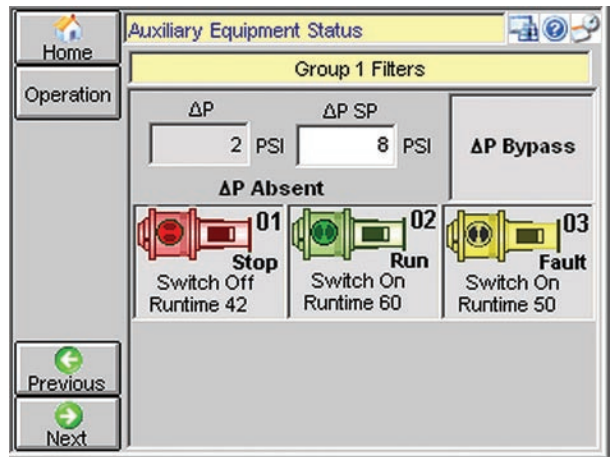 Home
Auxiliary Equipment Status
Group 1 Filters
Operation
ΔP
ΔP SP
2 PSI
8 PSI
ΔP Bypass
ΔP Absent
01
Stop
Switch Off
Runtime 42
02
Run
Switch On
Runtime 60
03
Fault
Switch On
Runtime 50
Previous
Next